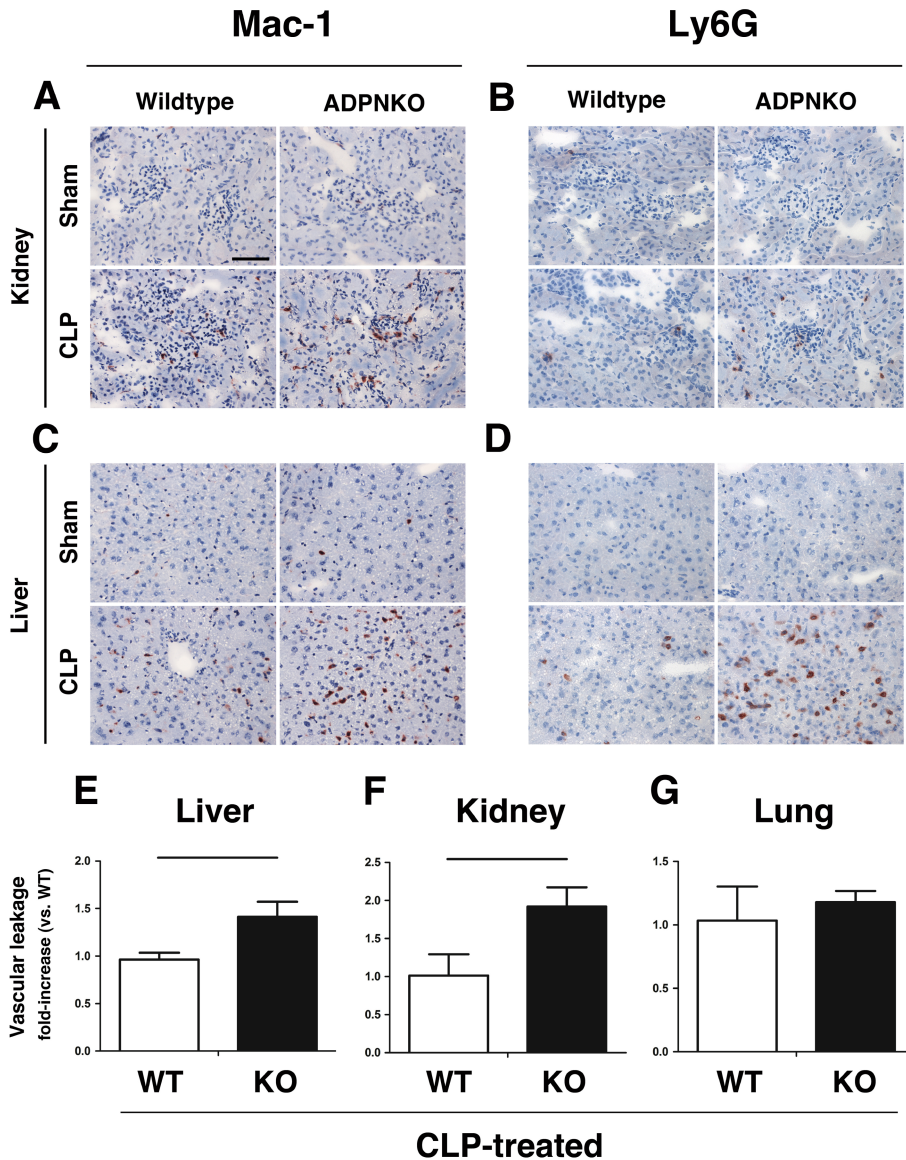 Mac-1 Ly6G
A B
Wildtype ADPNKO Wildtype ADPNKO
Kidney
Sham
CLP
C D
Liver
Sham
CLP
E F G
Liver Kidney Lung
Vascular leakage
fold-increase (vs. WT)
2.0
1.5
1.0
0.5
0.0
2.5
2.0
1.5
1.0
0.5
0.0
1.5
1.0
0.5
0.0
WT KO WT KO WT KO
CLP-treated